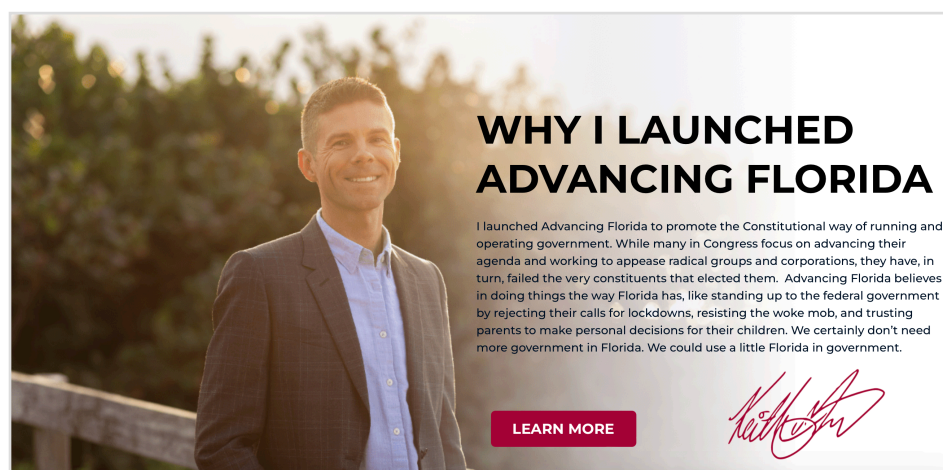 WHY I LAUNCHED
ADVANCING FLORIDA
I launched Advancing Florida to promote the Constitutional way of running and
operating government. While many in Congress focus on advancing their
agenda and working to appease radical groups and corporations, they have, in
turn, failed the very constituents that elected them.  Advancing Florida believes
in doing things the way Florida has, like standing up to the federal government
by rejecting their calls for lockdowns, resisting the woke mob, and trusting
parents to make personal decisions for their children. We certainly don’t need
more government in Florida. We could use a little Florida in government.
LEARN MORE